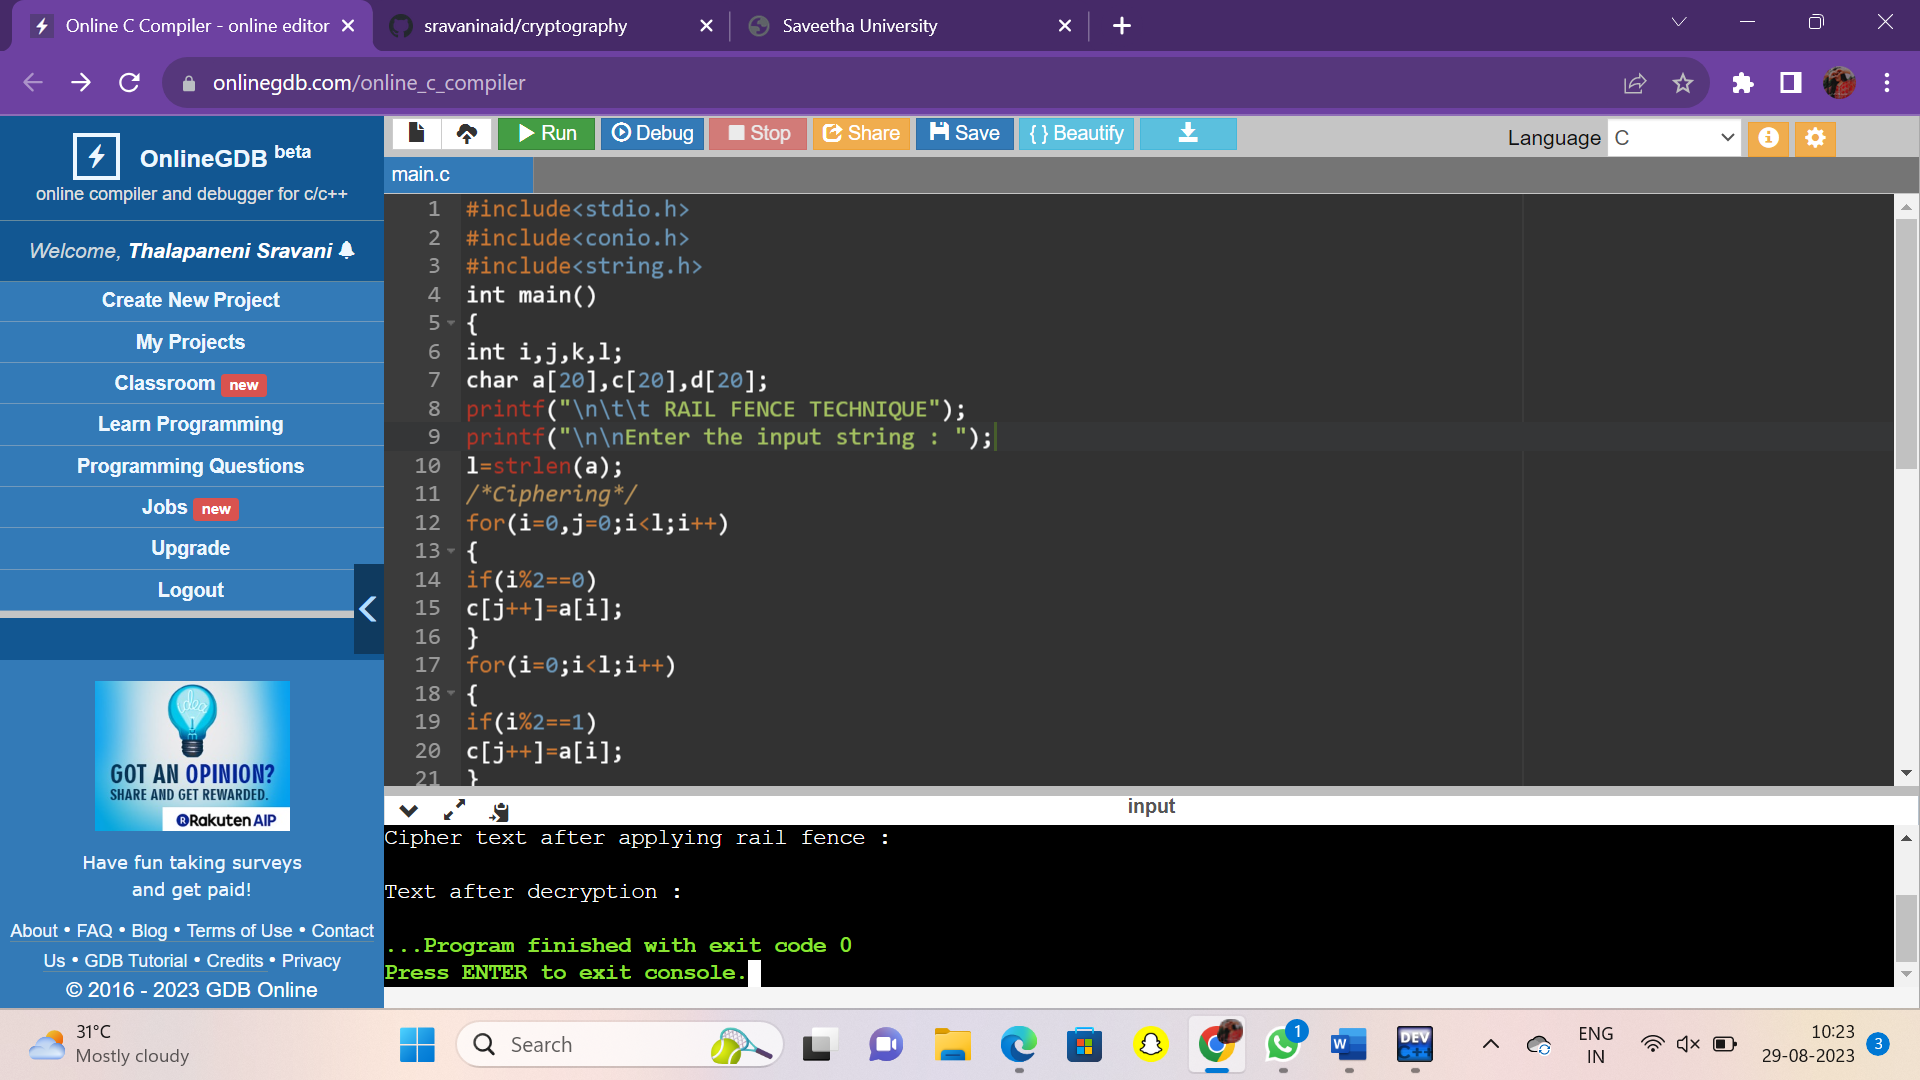 Online C Compiler - online editor
sravaninaid/cryptography
Saveetha University
onlinegdb.com/online_c_compiler
OnlineGDB beta
online compiler and debugger for c/c++
Welcome, Thalapaneni Sravani
Create New Project
My Projects
Classroom new
Learn Programming
Programming Questions
Jobs new
Upgrade
Logout
idea
GOT AN OPINION?
SHARE AND GET REWARDED.
Rakuten AIP
Have fun taking surveys
and get paid!
About • FAQ • Blog • Terms of Use • Contact
Us • GDB Tutorial • Credits • Privacy
© 2016 - 2023 GDB Online
Run Debug Stop Share Save {} Beautify
Language C
main.c
1 #include<stdio.h>
2 #include<conio.h>
3 #include<string.h>
4 int main()
5 {
6 int i,j,k,l;
7 char a[20],c[20],d[20];
8 printf("\n\t\t RAIL FENCE TECHNIQUE");
9 printf("\n\nEnter the input string : ");
10 l=strlen(a);
11 /*Ciphering*/
12 for(i=0,j=0;i<l;i++)
13 {
14 if(i%2==0)
15 c[j++]=a[i];
16 }
17 for(i=0;i<l;i++)
18 {
19 if(i%2==1)
20 c[j++]=a[i];
21 }
input
Cipher text after applying rail fence :
Text after decryption :
...Program finished with exit code 0
Press ENTER to exit console.
31°C
Mostly cloudy
Search
1
W
DEV
C++
ENG
IN
10:23
29-08-2023
3